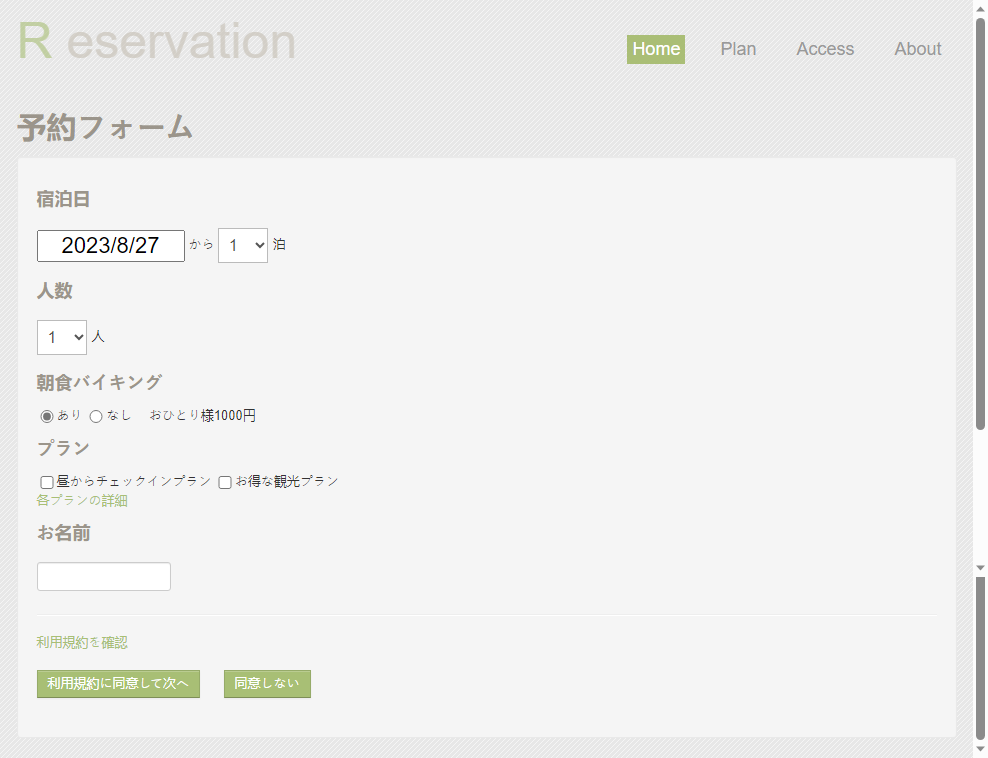 R eservation
Home Plan Access About
予約フォーム
宿泊日
2023/8/27 から 1 泊
人数
1 人
朝食バイキング
あり なし おひとり様1000円
プラン
昼からチェックインプラン お得な観光プラン
各プランの詳細
お名前
利用規約を確認
利用規約に同意して次へ 同意しない